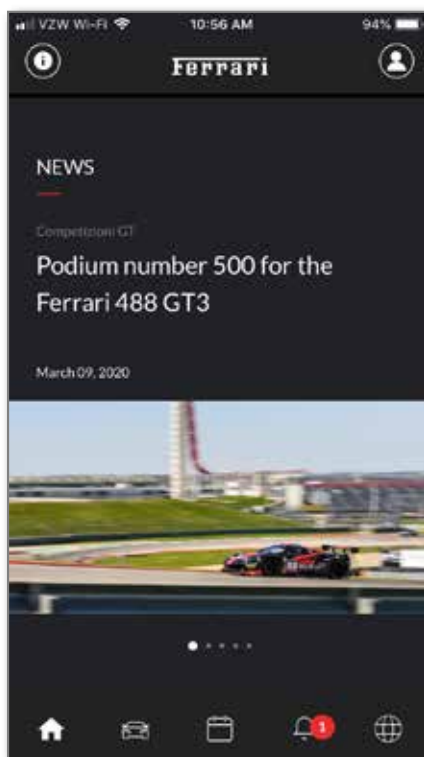 VZW Wi-Fi 10:56 AM 94%
Ferrari
NEWS
Competizioni GT
Podium number 500 for the
Ferrari 488 GT3
March 09, 2020
1